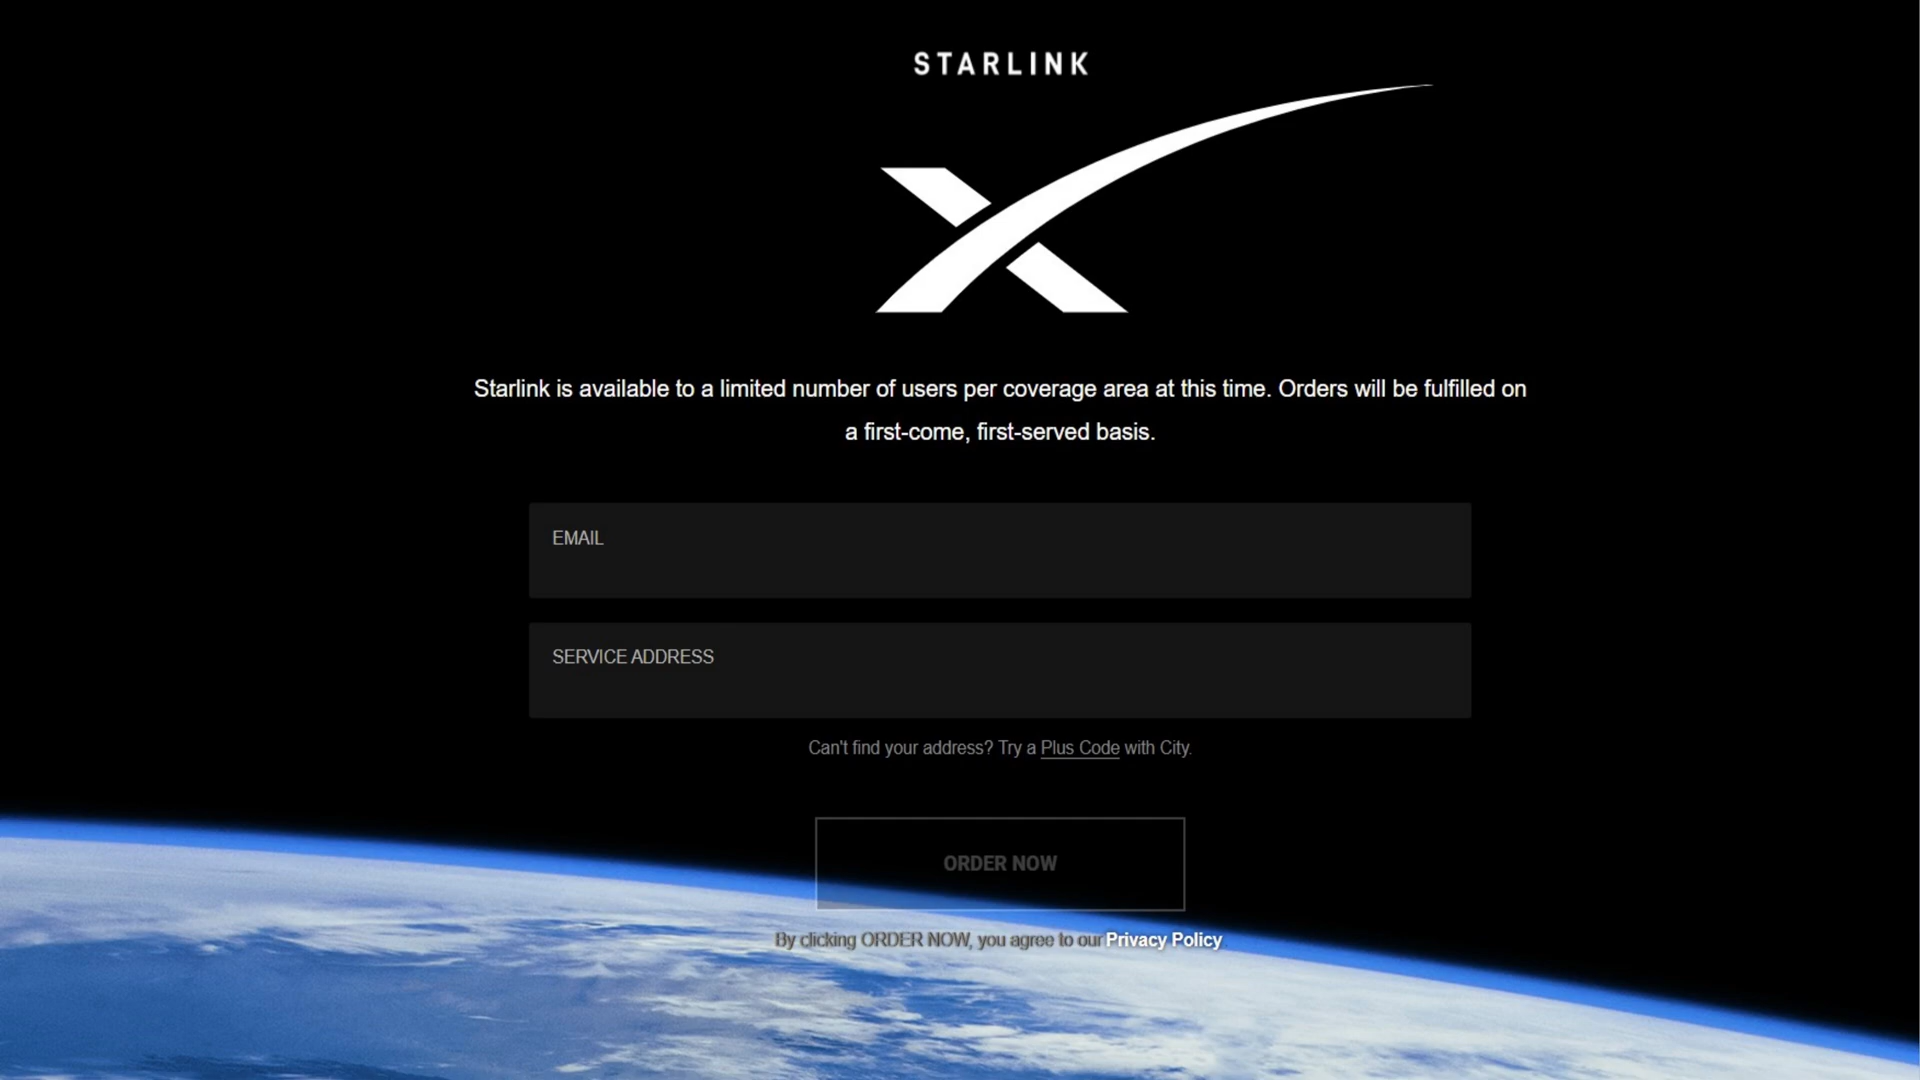 STARLINK
Starlink is available to a limited number of users per coverage area at this time. Orders will be fulfilled on
a first-come, first-served basis.
EMAIL
SERVICE ADDRESS
Can't find your address? Try a Plus Code with City.
ORDER NOW
By clicking ORDER NOW, you agree to our Privacy Policy